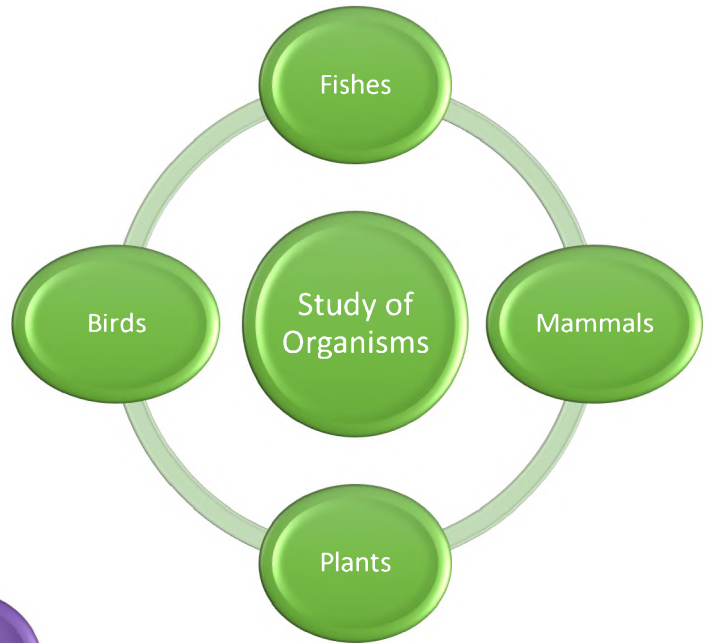 Fishes
Birds
Study of
Organisms
Mammals
Plants